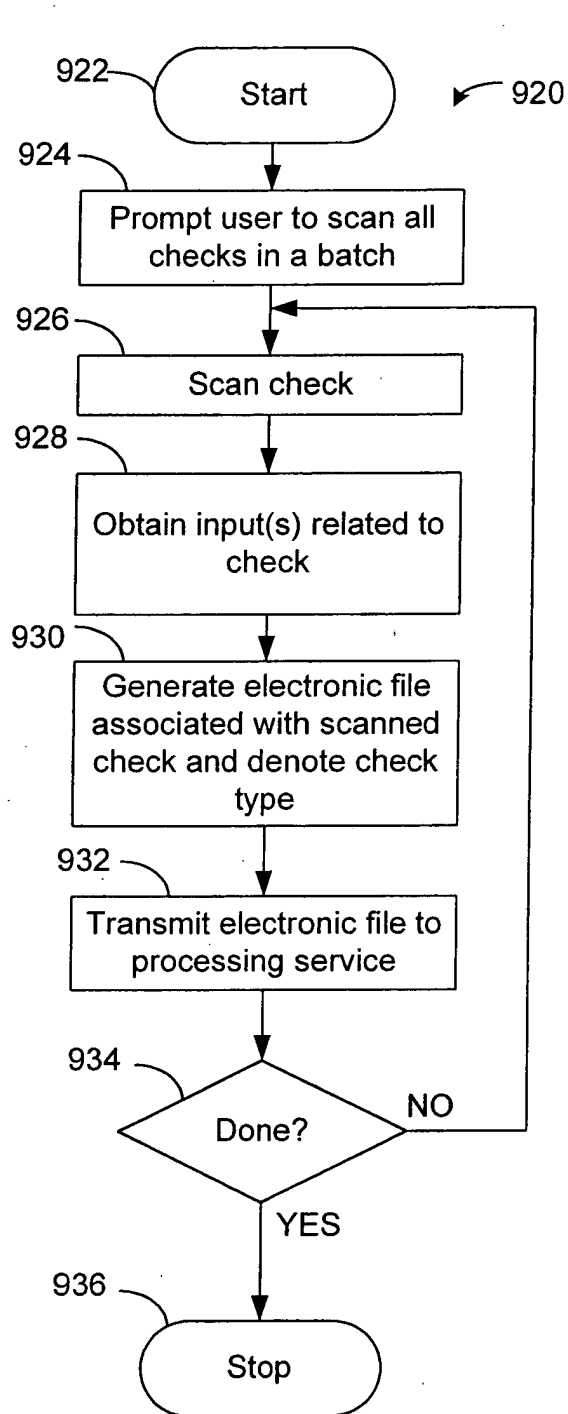 922
Start
920
924
Prompt user to scan all
checks in a batch
926
Scan check
928
Obtain input(s) related to
check
930
Generate electronic file
associated with scanned
check and denote check
type
932
Transmit electronic file to
processing service
934
Done?
NO
YES
936
Stop